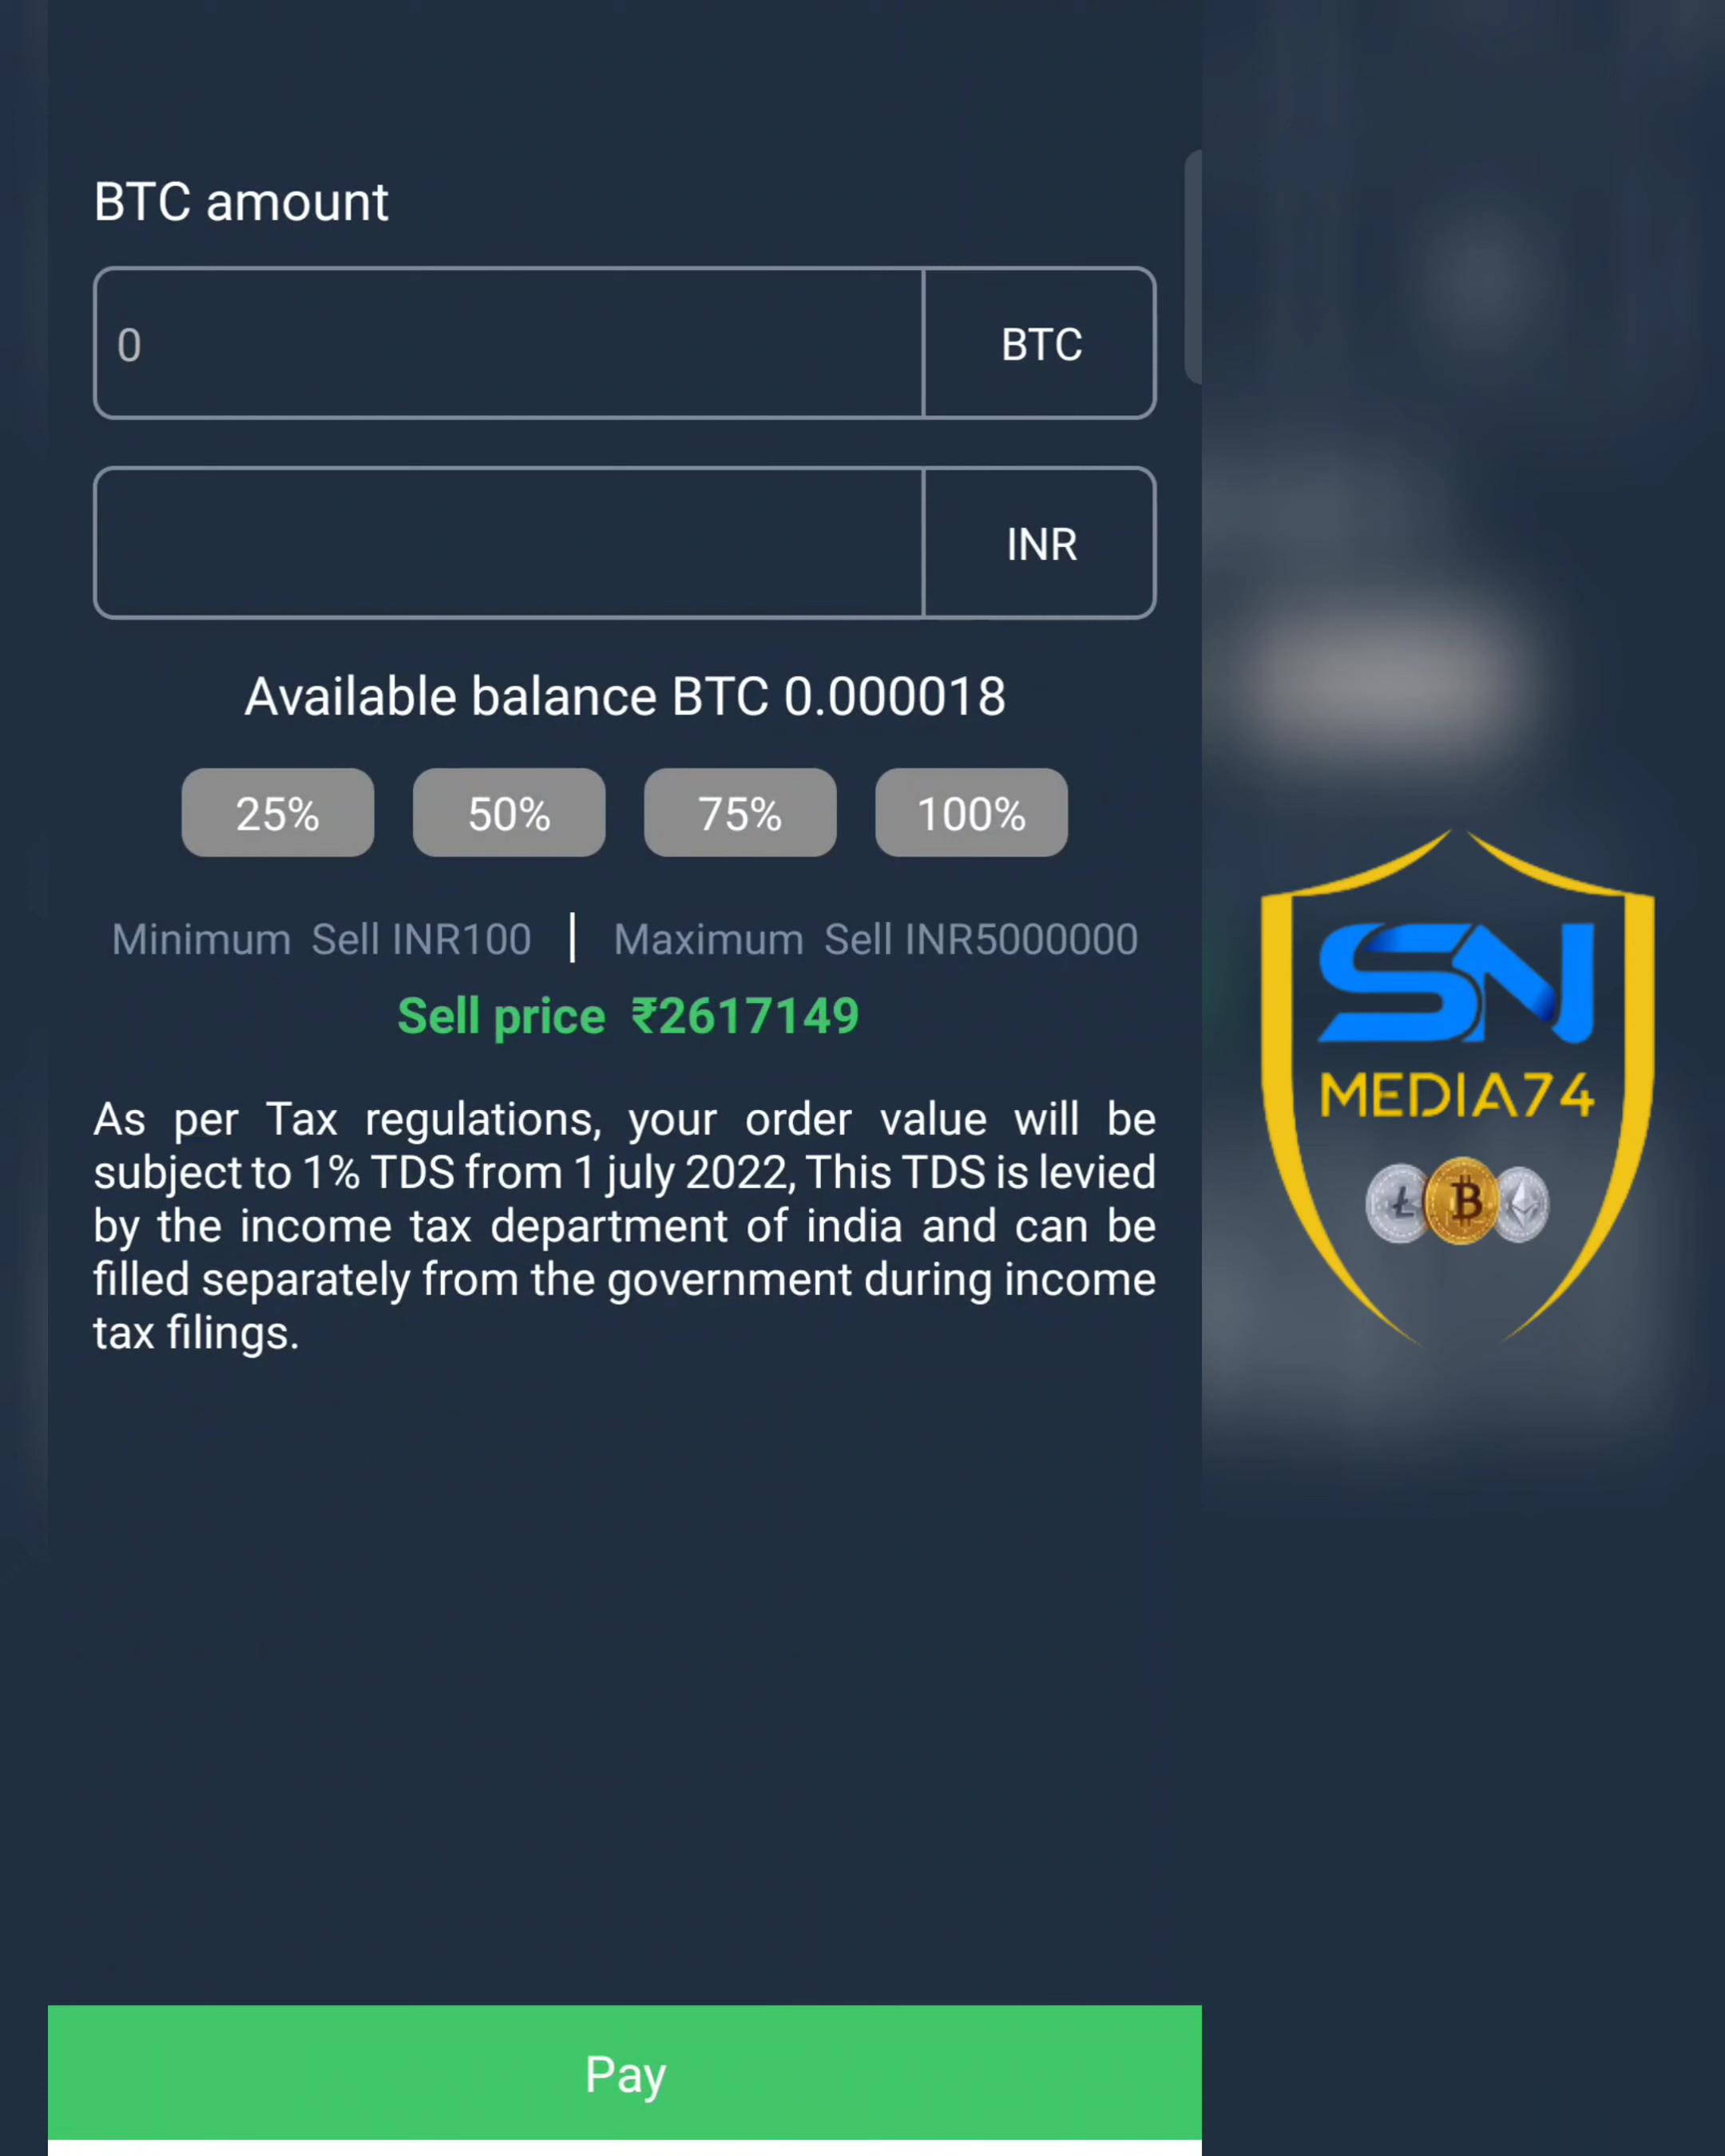 BTC amount
0
BTC
INR
Available balance BTC 0.000018
25% 50% 75% 100%
Minimum Sell INR100 | Maximum Sell INR5000000
Sell price ₹2617149
As per Tax regulations, your order value will be
subject to 1% TDS from 1 july 2022, This TDS is levied
by the income tax department of india and can be
filled separately from the government during income
tax filings.
Pay
SN
MEDIA74